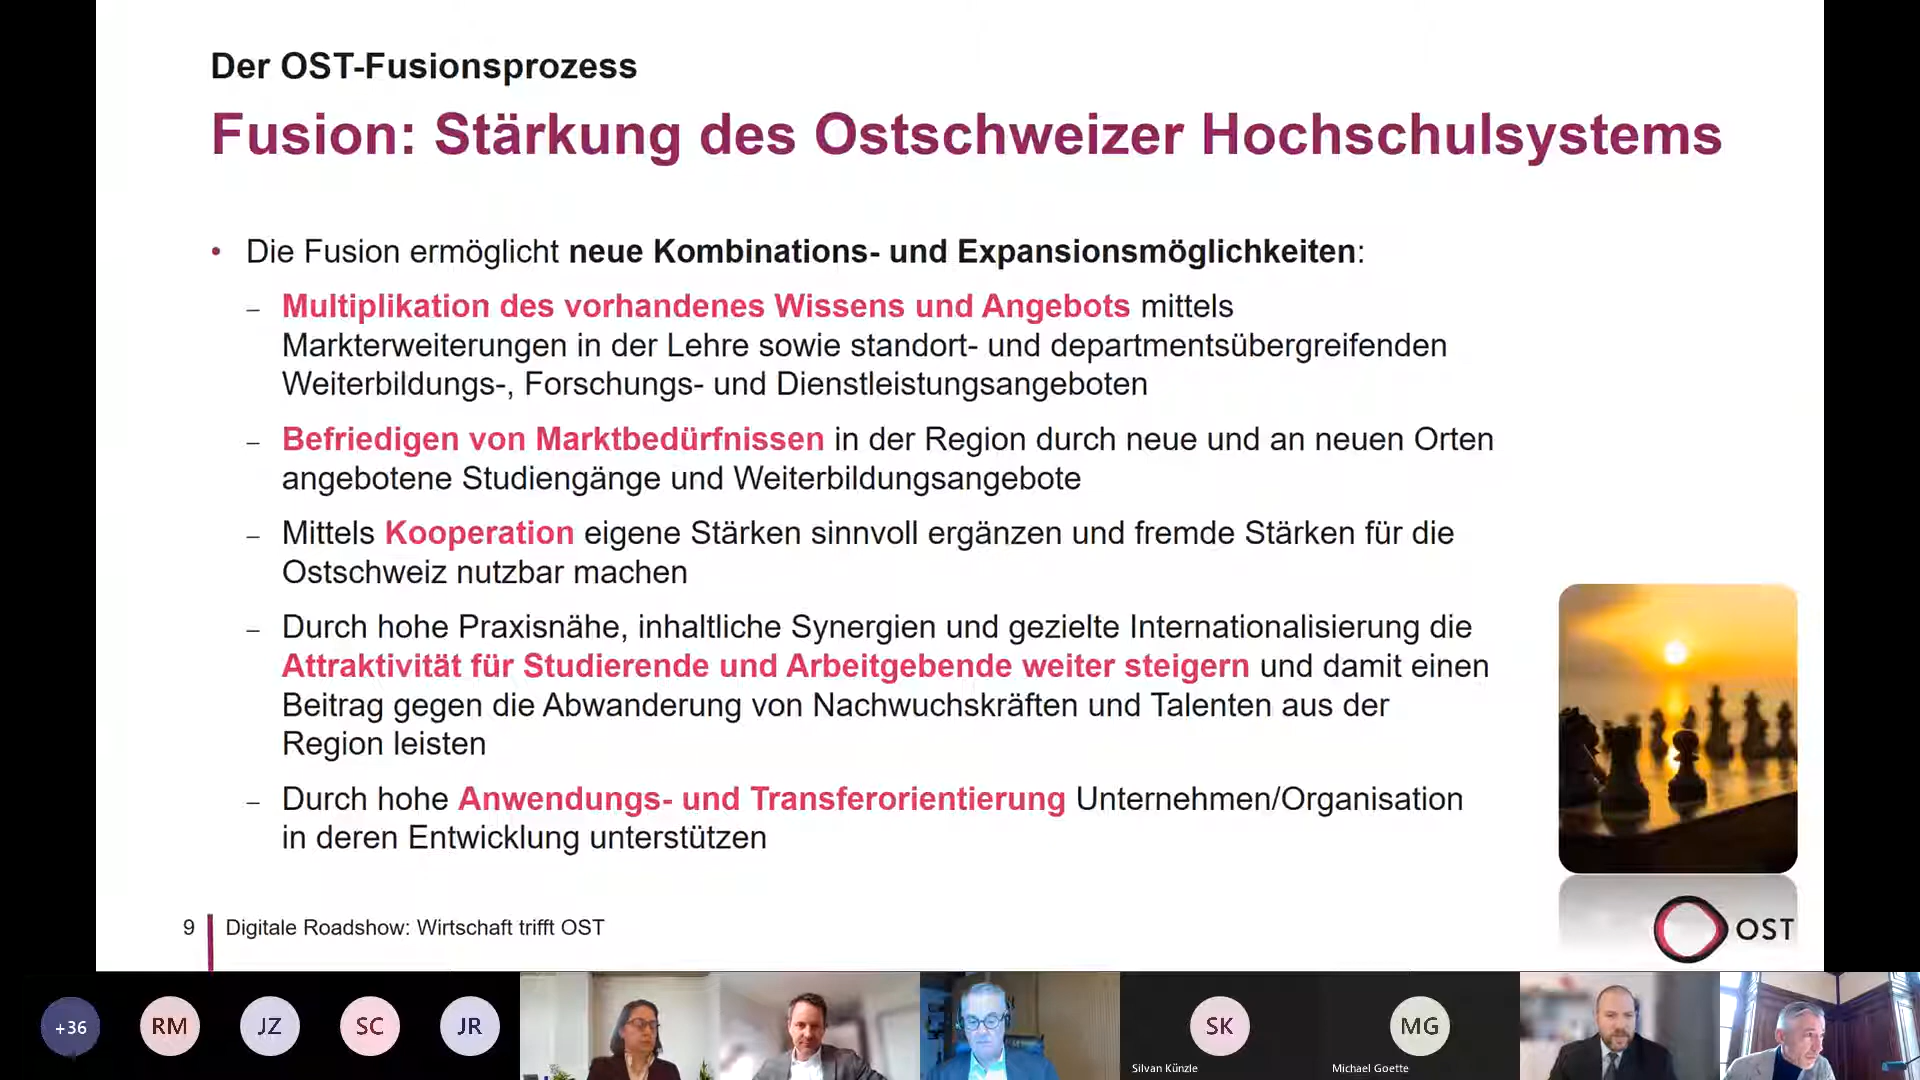 Der OST-Fusionsprozess
Fusion: Stärkung des Ostschweizer Hochschulsystems
• Die Fusion ermöglicht neue Kombinations- und Expansionsmöglichkeiten:
– Multiplikation des vorhandenes Wissens und Angebots mittels
Markterweiterungen in der Lehre sowie standort- und departmentsübergreifenden
Weiterbildungs-, Forschungs- und Dienstleistungsangeboten
– Befriedigen von Marktbedürfnissen in der Region durch neue und an neuen Orten
angebotene Studiengänge und Weiterbildungsangebote
– Mittels Kooperation eigene Stärken sinnvoll ergänzen und fremde Stärken für die
Ostschweiz nutzbar machen
– Durch hohe Praxisnähe, inhaltliche Synergien und gezielte Internationalisierung die
Attraktivität für Studierende und Arbeitgebende weiter steigern und damit einen
Beitrag gegen die Abwanderung von Nachwuchskräften und Talenten aus der
Region leisten
– Durch hohe Anwendungs- und Transferorientierung Unternehmen/Organisation
in deren Entwicklung unterstützen
9 Digitale Roadshow: Wirtschaft trifft OST
OST
+36 RM JZ SC JR SK MG
Silvan Künzle Michael Goette